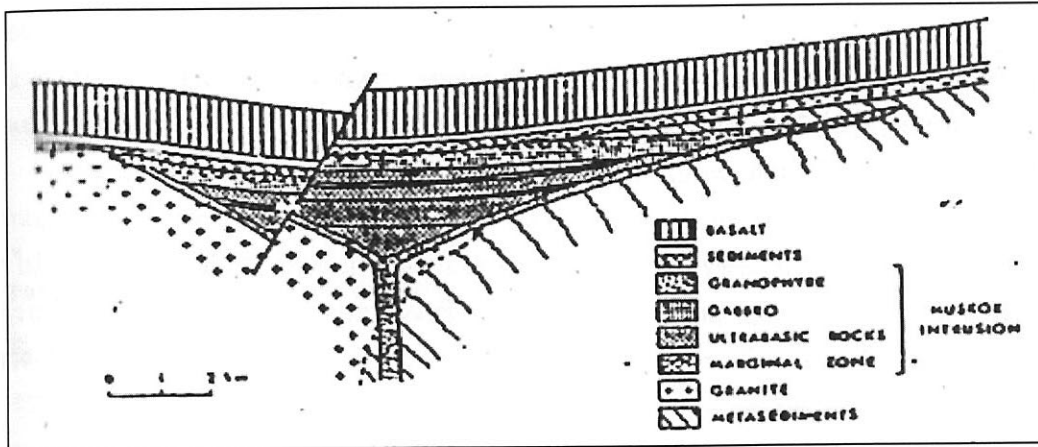 BASALT
SEDIMENTS
GRANOPHYRE
GABBRO
ULTRABASIC ROCKS
MARGINAL ZONE
GRANITE
METASEDIMENTS
MUSKOX
INTRUSION
0 1 2 km